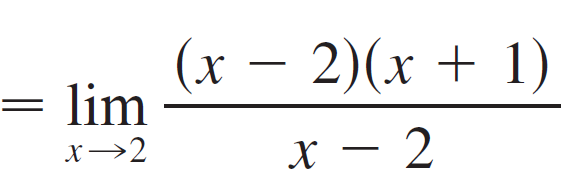 = lim x→2 (x − 2)(x + 1) / x − 2